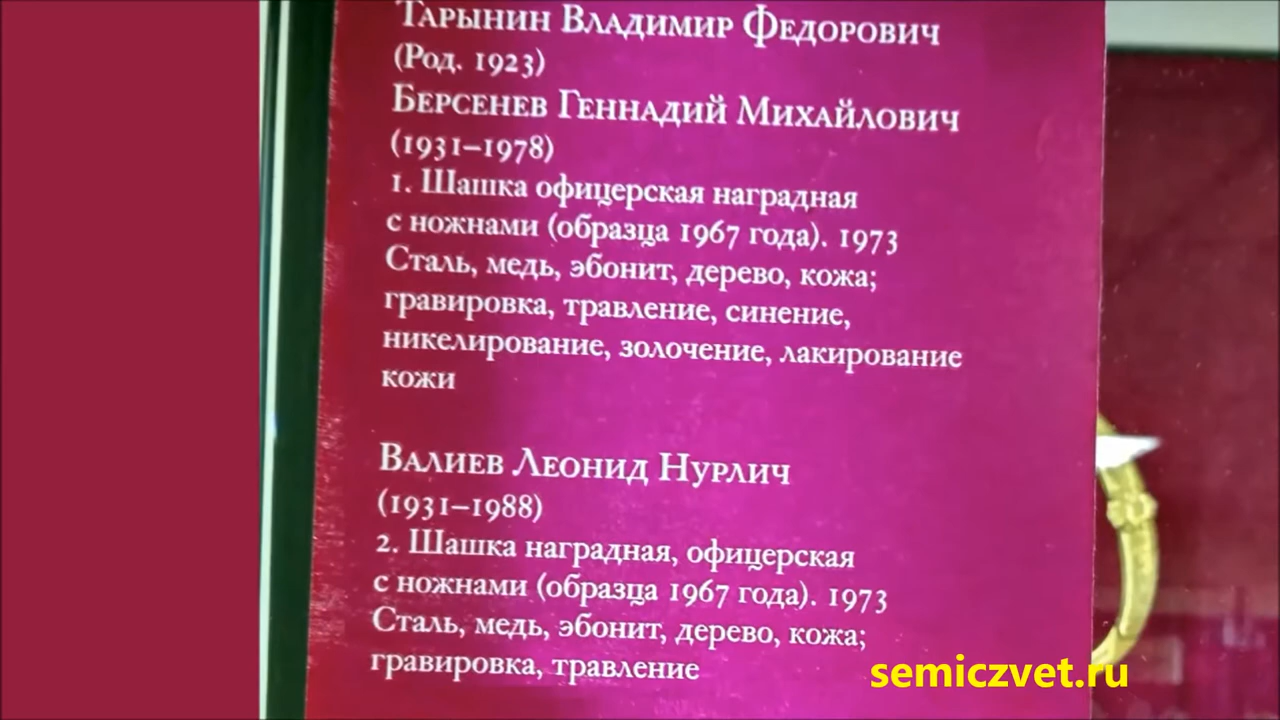 Тарынин Владимир Федорович
(Род. 1923)
Берсенев Геннадий Михайлович
(1931–1978)
1. Шашка офицерская наградная
с ножнами (образца 1967 года). 1973
Сталь, медь, эбонит, дерево, кожа;
гравировка, травление, синение,
никелирование, золочение, лакирование
кожи
Валиев Леонид Нурлич
(1931–1988)
2. Шашка наградная, офицерская
с ножнами (образца 1967 года). 1973
Сталь, медь, эбонит, дерево, кожа;
гравировка, травление
semiczvet.ru